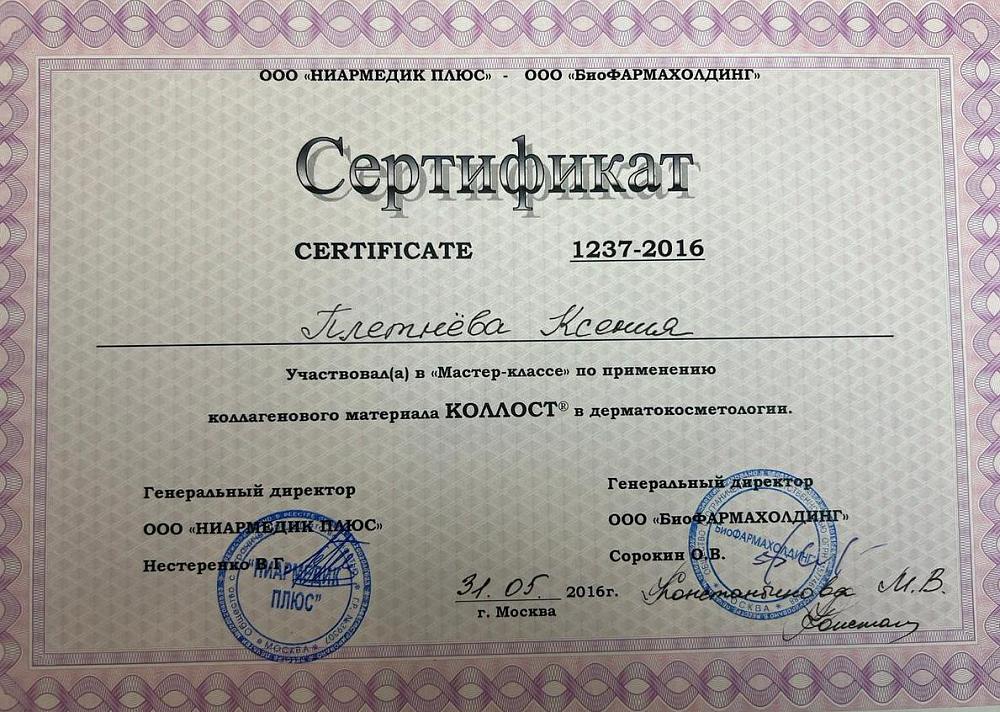 ООО «НИАРМЕДИК ПЛЮС» - ООО «БиоФАРМАХОЛДИНГ»
Сертификат
CERTIFICATE 1237-2016
Плетнёва Ксения
Участвовал(а) в «Мастер-классе» по применению
коллагенового материала КОЛЛОСТ® в дерматокосметологии.
Генеральный директор
ООО «НИАРМЕДИК ПЛЮС»
Нестеренко В.Г.
"НИАРМЕДИК
ПЛЮС"
МОСКВА
Генеральный директор
ООО «БиоФАРМАХОЛДИНГ»
Сорокин О.В.
БиоФАРМАХОЛДИНГ
МОСКВА
31.05. 2016г.
г. Москва
Константинова М.В.